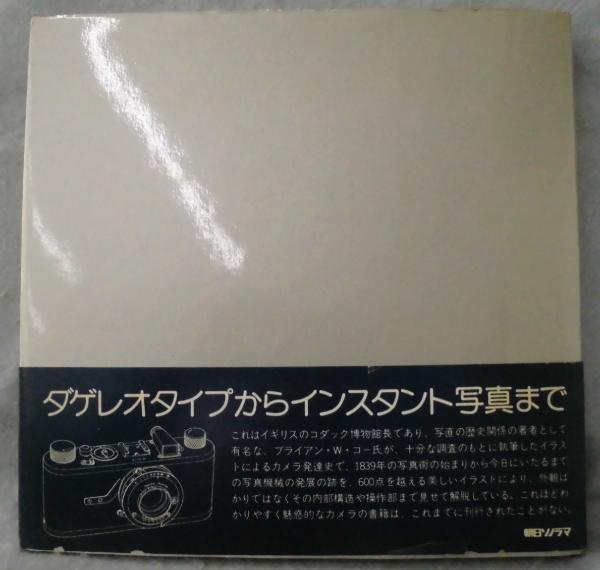 ダゲレオタイプからインスタント写真まで
これはイギリスのコダック博物館長であり、写真の歴史関係の著者として
有名な、ブライアン・W・コー氏が、十分な調査のもとに執筆したイラス
トによるカメラ発達史で、1839年の写真術の始まりから今日にいたるまで
の写真機械の発展の跡を、600点を越える美しいイラストにより、外観ば
かりではなくその内部構造や操作部まで見せて解説している。これほどわ
かりやすく魅惑的なカメラの書籍は、これまでに刊行されたことがない。
朝日ソノラマ